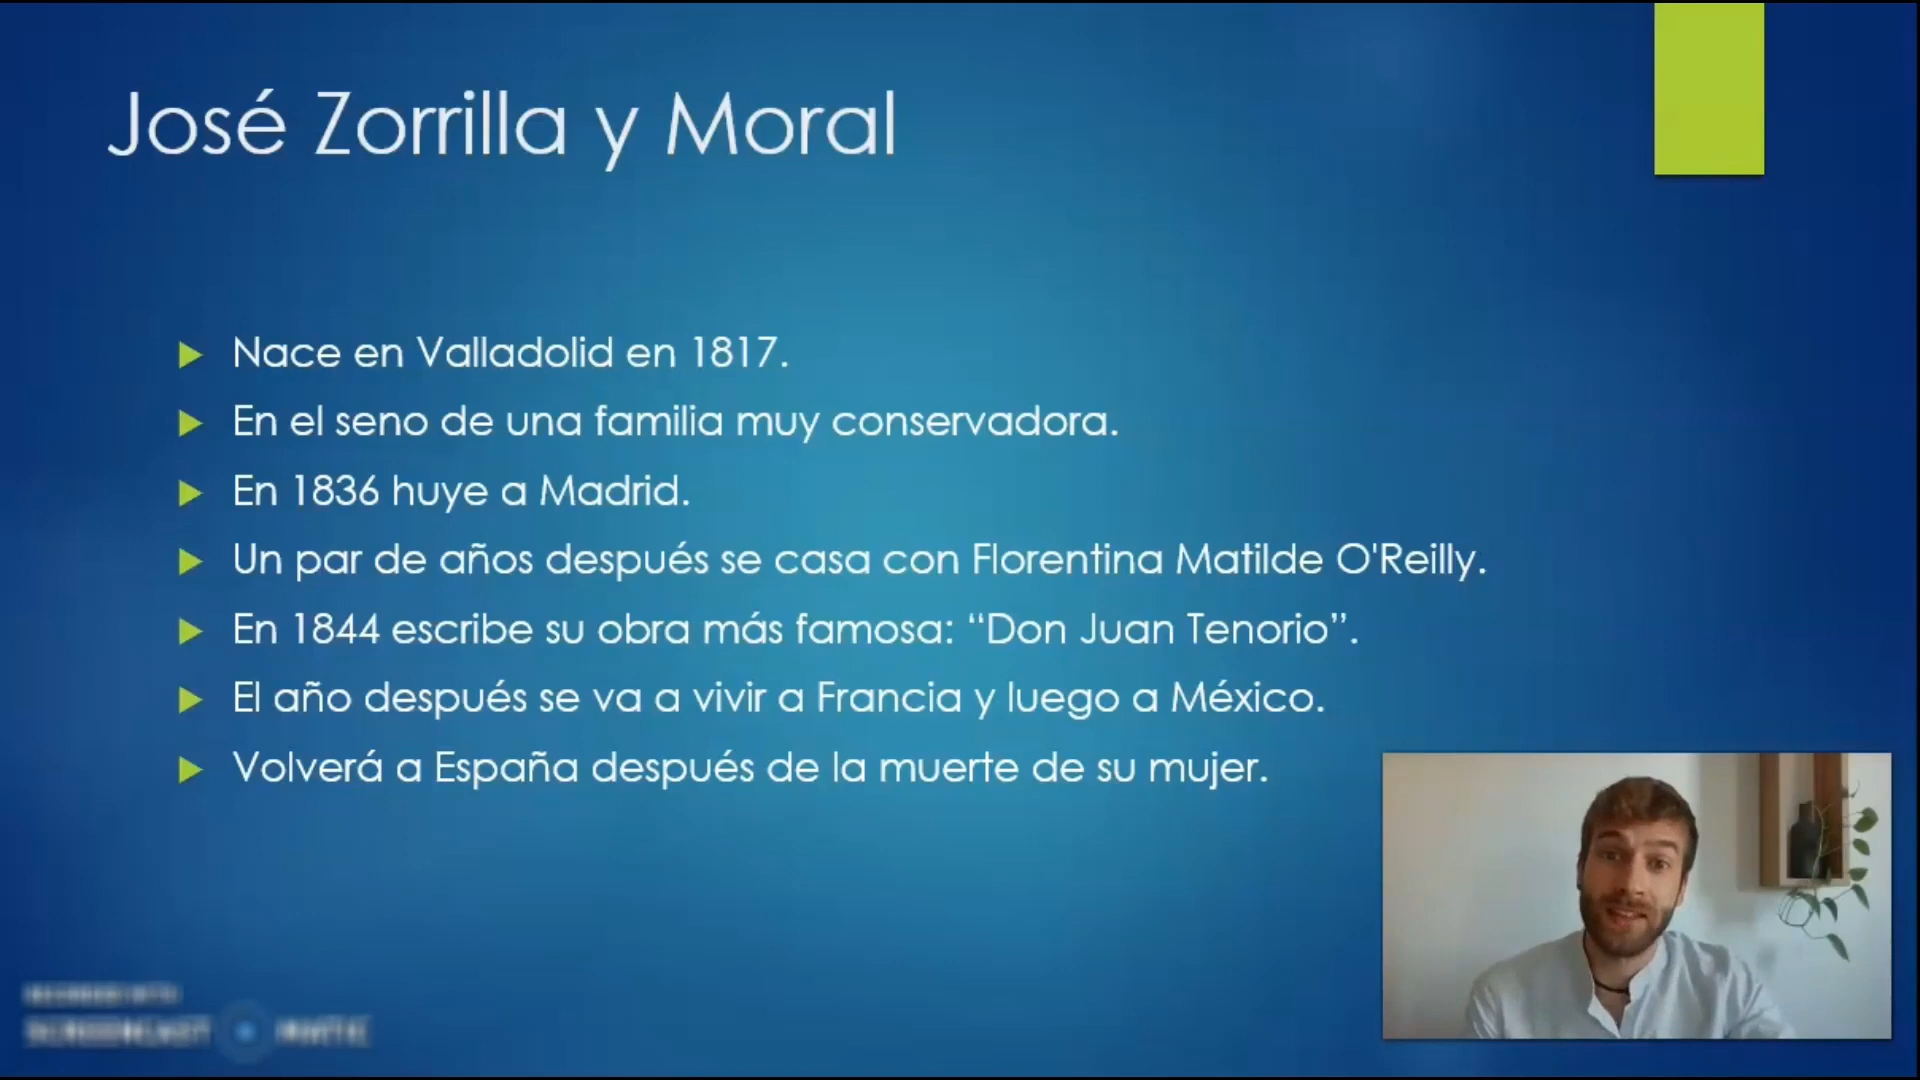 José Zorrilla y Moral
Nace en Valladolid en 1817.
En el seno de una familia muy conservadora.
En 1836 huye a Madrid.
Un par de años después se casa con Florentina Matilde O'Reilly.
En 1844 escribe su obra más famosa: “Don Juan Tenorio”.
El año después se va a vivir a Francia y luego a México.
Volverá a España después de la muerte de su mujer.